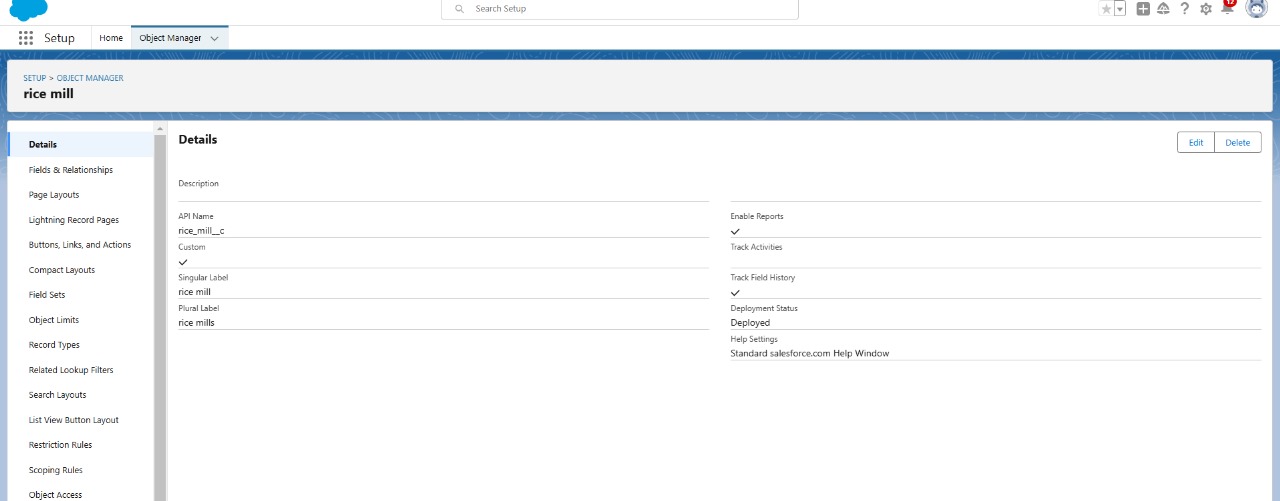 Search Setup
12
Setup
Home
Object Manager
SETUP > OBJECT MANAGER
rice mill
Details
Fields & Relationships
Page Layouts
Lightning Record Pages
Buttons, Links, and Actions
Compact Layouts
Field Sets
Object Limits
Record Types
Related Lookup Filters
Search Layouts
List View Button Layout
Restriction Rules
Scoping Rules
Object Access
Details
Edit
Delete
Description
API Name
rice_mill__c
Custom
Singular Label
rice mill
Plural Label
rice mills
Enable Reports
Track Activities
Track Field History
Deployment Status
Deployed
Help Settings
Standard salesforce.com Help Window